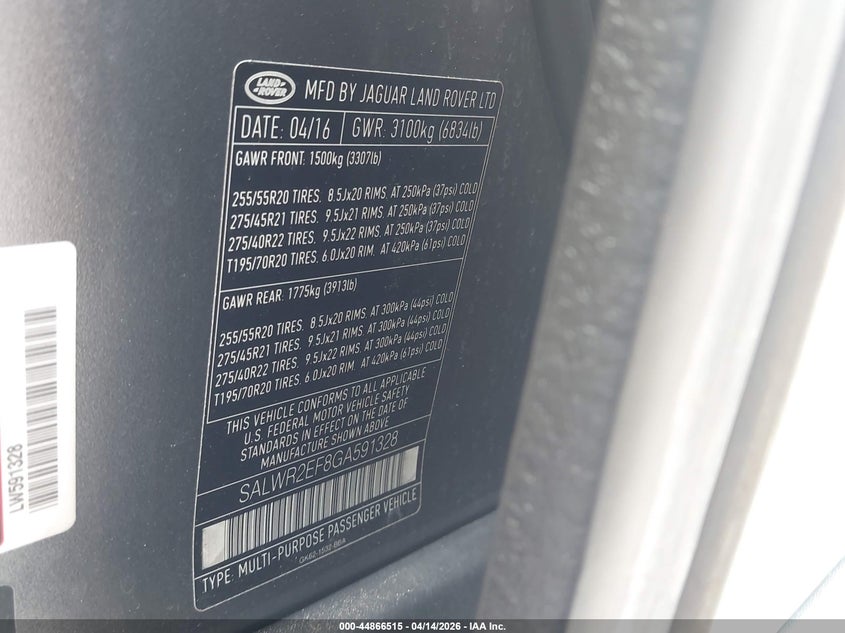 LAND
ROVER
MFD BY JAGUAR LAND ROVER LTD
DATE: 04/16 GWR: 3100kg (6834lb)
GAWR FRONT: 1500kg (3307lb)
255/55R20 TIRES. 8.5Jx20 RIMS. AT 250kPa (37psi) COLD
275/45R21 TIRES. 9.5Jx21 RIMS. AT 250kPa (37psi) COLD
275/40R22 TIRES. 9.5Jx22 RIMS. AT 250kPa (37psi) COLD
T195/70R20 TIRES. 6.0Jx20 RIM. AT 420kPa (61psi) COLD
GAWR REAR: 1775kg (3913lb)
255/55R20 TIRES. 8.5Jx20 RIMS. AT 300kPa (44psi) COLD
275/45R21 TIRES. 9.5Jx21 RIMS. AT 300kPa (44psi) COLD
275/40R22 TIRES. 9.5Jx22 RIMS. AT 300kPa (44psi) COLD
T195/70R20 TIRES. 6.0Jx20 RIM. AT 420kPa (61psi) COLD
THIS VEHICLE CONFORMS TO ALL APPLICABLE
U.S. FEDERAL MOTOR VEHICLE SAFETY
STANDARDS IN EFFECT ON THE DATE OF
MANUFACTURE SHOWN ABOVE
SALWR2EF8GA591328
TYPE: MULTI-PURPOSE PASSENGER VEHICLE
GK62-1532-BBA
LW591328
000-44866515 - 04/14/2026 - IAA Inc.